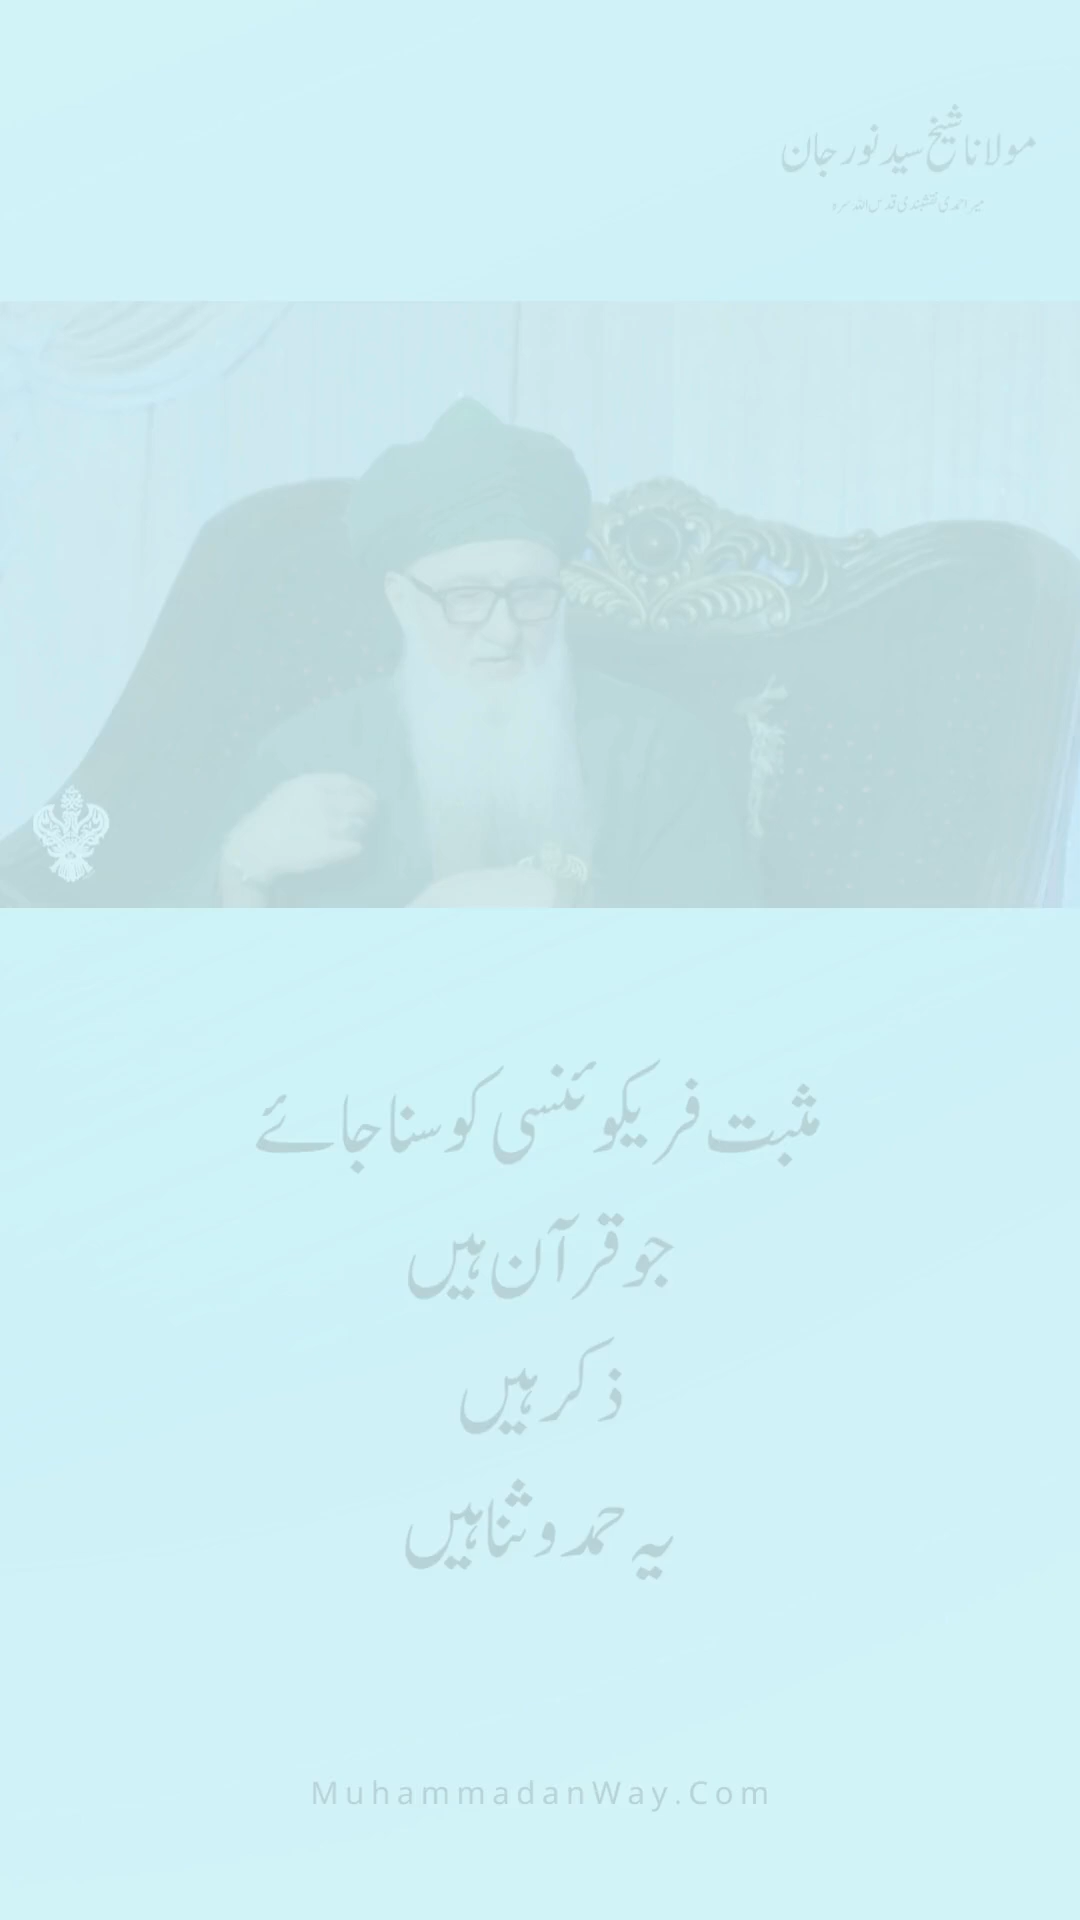 مولانا شیخ سید نور جان
میر احمدی نقشبندی قدس اللہ سرہ
مثبت فریکوئنسی کو سنا جائے
جو قرآن ہیں
ذکر ہیں
یہ حمد و ثنا ہیں
MuhammadanWay.Com